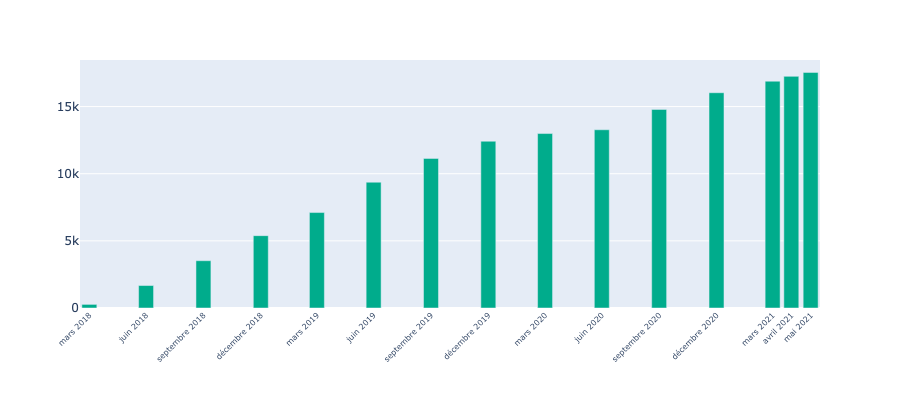 15k
10k
5k
0
mars 2018
juin 2018
septembre 2018
décembre 2018
mars 2019
juin 2019
septembre 2019
décembre 2019
mars 2020
juin 2020
septembre 2020
décembre 2020
mars 2021
avril 2021
mai 2021